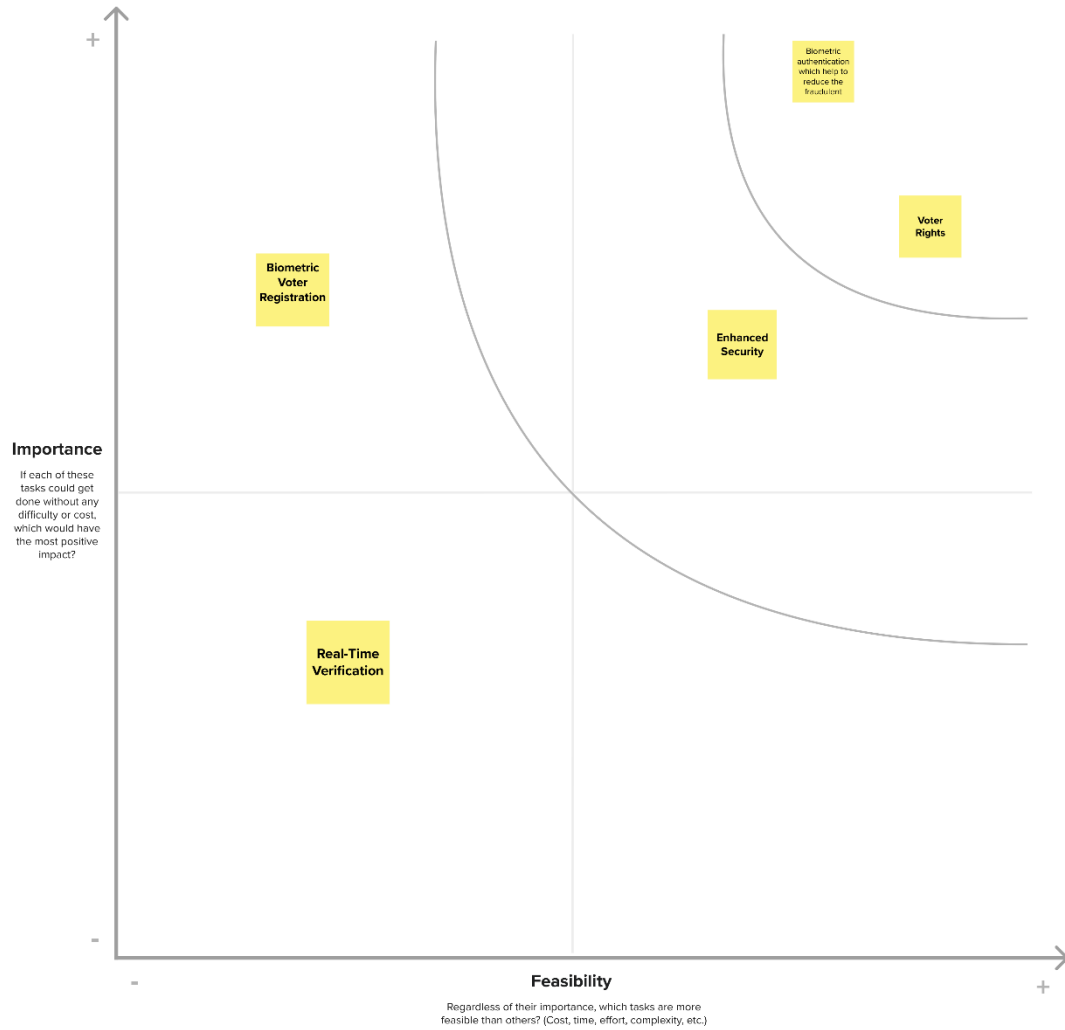 +
Biometric
authentication
which help to
reduce the
fraudulent
Voter
Rights
Biometric
Voter
Registration
Enhanced
Security
Importance
If each of these
tasks could get
done without any
difficulty or cost,
which would have
the most positive
impact?
Real-Time
Verification
-
-
Feasibility
+
Regardless of their importance, which tasks are more
feasible than others? (Cost, time, effort, complexity, etc.)